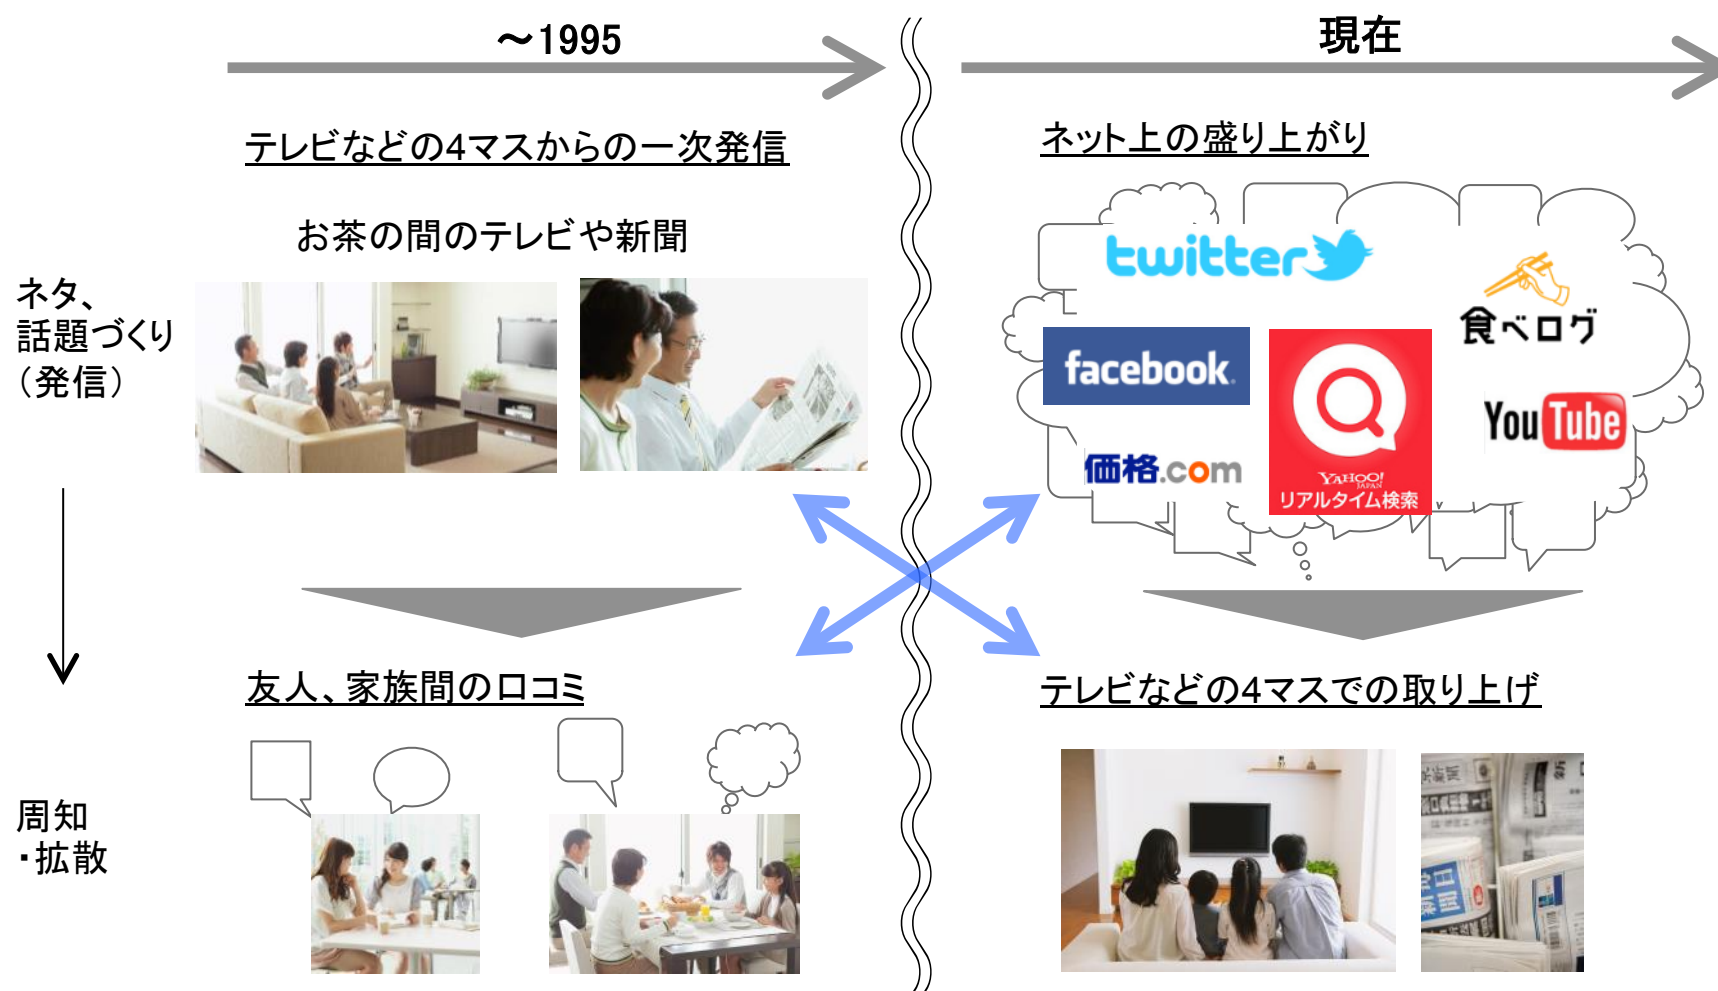 ～1995
現在
テレビなどの4マスからの一次発信
ネット上の盛り上がり
お茶の間のテレビや新聞
ネタ、
話題づくり
（発信）
twitter
食べログ
facebook.
YouTube
価格.com
YAHOO!
JAPAN
リアルタイム検索
友人、家族間の口コミ
テレビなどの4マスでの取り上げ
周知
・拡散